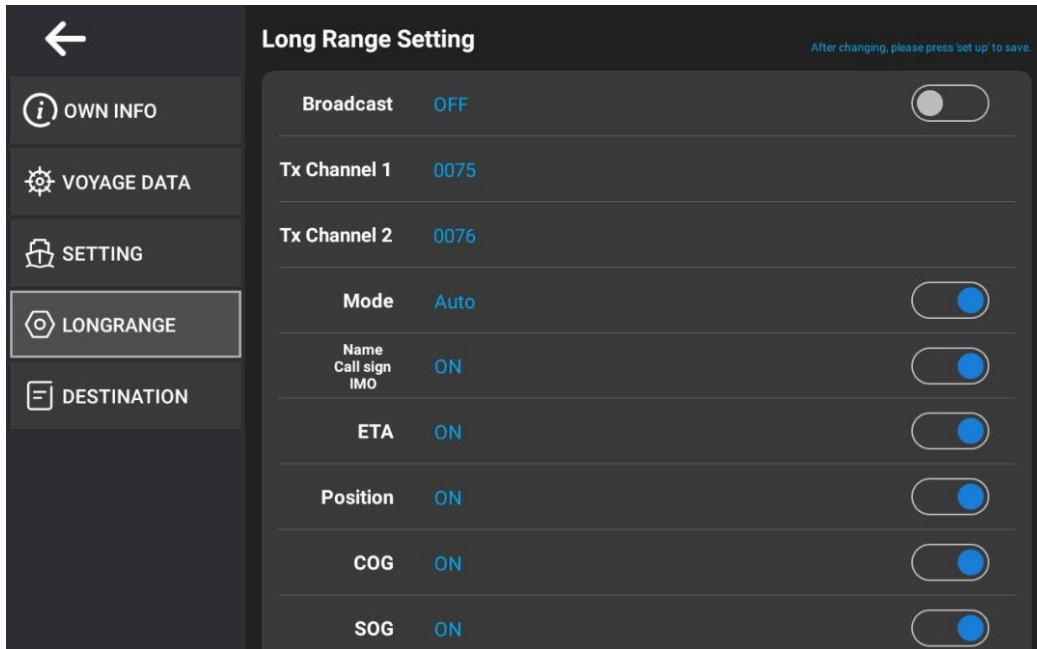 Long Range Setting
After changing, please press 'set up' to save.
OWN INFO
VOYAGE DATA
SETTING
LONGRANGE
DESTINATION
Broadcast OFF
Tx Channel 1 0075
Tx Channel 2 0076
Mode Auto
Name
Call sign
IMO
ON
ETA ON
Position ON
COG ON
SOG ON